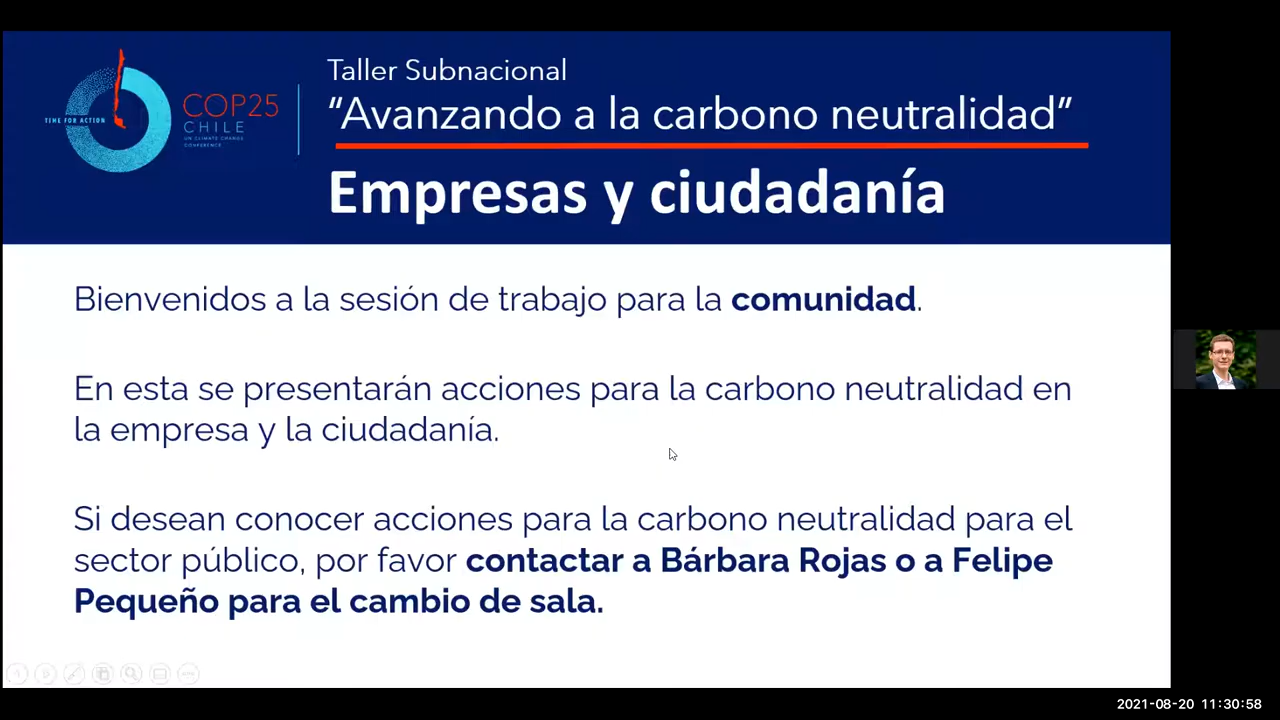 TIME FOR ACTION
COP25
CHILE
UN CLIMATE CHANGE
CONFERENCE
Taller Subnacional
“Avanzando a la carbono neutralidad”
Empresas y ciudadanía
Bienvenidos a la sesión de trabajo para la comunidad.
En esta se presentarán acciones para la carbono neutralidad en
la empresa y la ciudadanía.
Si desean conocer acciones para la carbono neutralidad para el
sector público, por favor contactar a Bárbara Rojas o a Felipe
Pequeño para el cambio de sala.
2021-08-20 11:30:58